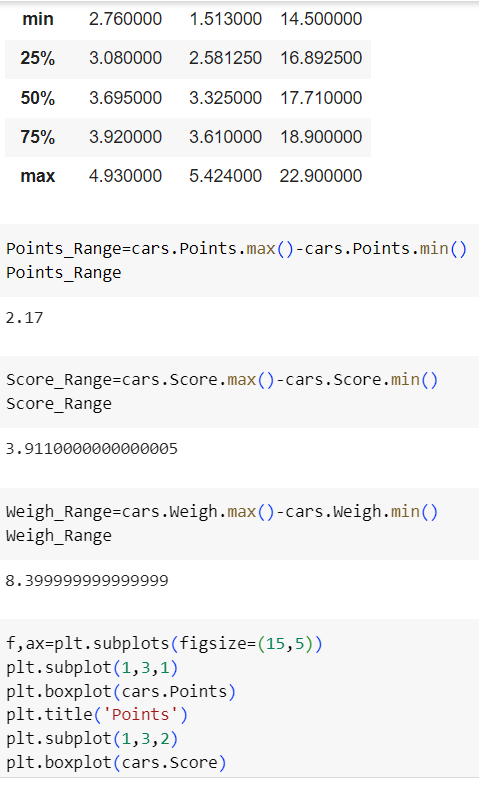 min 2.760000 1.513000 14.500000
25% 3.080000 2.581250 16.892500
50% 3.695000 3.325000 17.710000
75% 3.920000 3.610000 18.900000
max 4.930000 5.424000 22.900000
Points_Range=cars.Points.max()-cars.Points.min()
Points_Range
2.17
Score_Range=cars.Score.max()-cars.Score.min()
Score_Range
3.9110000000000005
Weigh_Range=cars.Weigh.max()-cars.Weigh.min()
Weigh_Range
8.399999999999999
f,ax=plt.subplots(figsize=(15,5))
plt.subplot(1,3,1)
plt.boxplot(cars.Points)
plt.title('Points')
plt.subplot(1,3,2)
plt.boxplot(cars.Score)